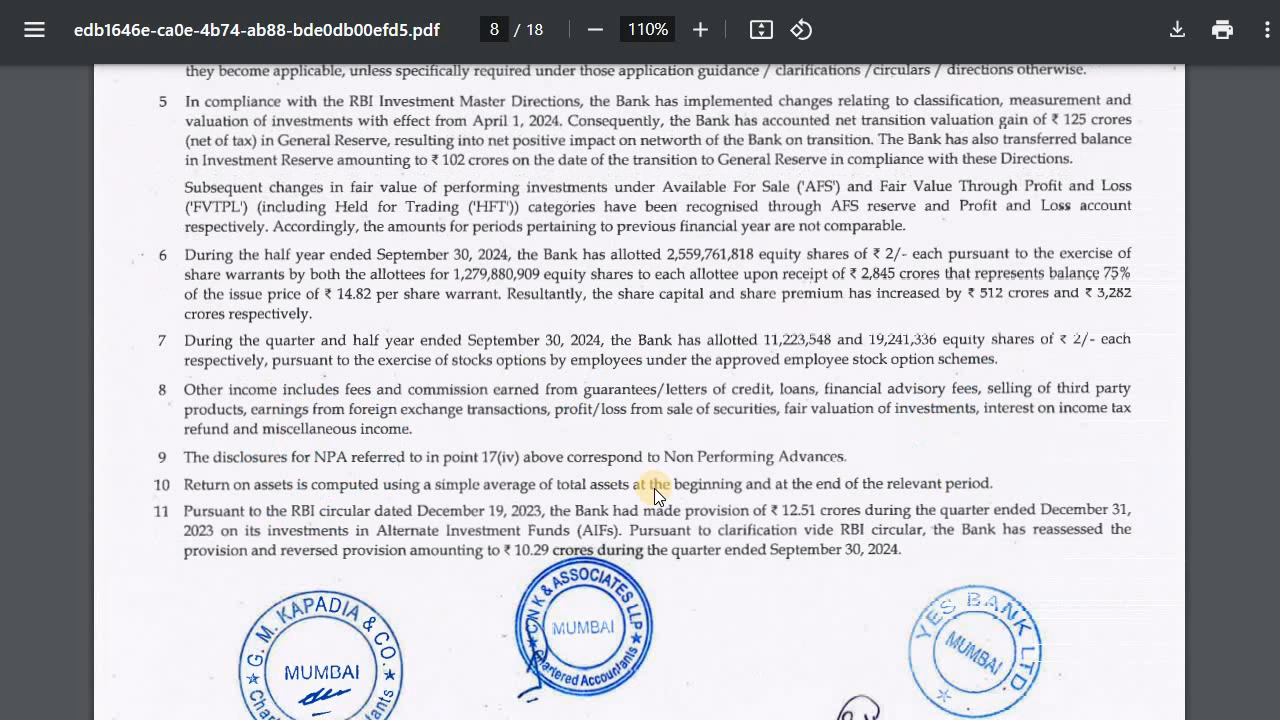 edb1646e-ca0e-4b74-ab88-bde0db00efd5.pdf 8 / 18 110%
they become applicable, unless specifically required under those application guidance / clarifications /circulars / directions otherwise.
5 In compliance with the RBI Investment Master Directions, the Bank has implemented changes relating to classification, measurement and
valuation of investments with effect from April 1, 2024. Consequently, the Bank has accounted net transition valuation gain of ₹ 125 crores
(net of tax) in General Reserve, resulting into net positive impact on networth of the Bank on transition. The Bank has also transferred balance
in Investment Reserve amounting to ₹ 102 crores on the date of the transition to General Reserve in compliance with these Directions.
Subsequent changes in fair value of performing investments under Available For Sale ('AFS') and Fair Value Through Profit and Loss
('FVTPL') (including Held for Trading ('HFT')) categories have been recognised through AFS reserve and Profit and Loss account
respectively. Accordingly, the amounts for periods pertaining to previous financial year are not comparable.
6 During the half year ended September 30, 2024, the Bank has allotted 2,559,761,818 equity shares of ₹ 2/- each pursuant to the exercise of
share warrants by both the allottees for 1,279,880,909 equity shares to each allottee upon receipt of ₹ 2,845 crores that represents balance 75%
of the issue price of ₹ 14.82 per share warrant. Resultantly, the share capital and share premium has increased by ₹ 512 crores and ₹ 3,282
crores respectively.
7 During the quarter and half year ended September 30, 2024, the Bank has allotted 11,223,548 and 19,241,336 equity shares of ₹ 2/- each
respectively, pursuant to the exercise of stocks options by employees under the approved employee stock option schemes.
8 Other income includes fees and commission earned from guarantees/letters of credit, loans, financial advisory fees, selling of third party
products, earnings from foreign exchange transactions, profit/loss from sale of securities, fair valuation of investments, interest on income tax
refund and miscellaneous income.
9 The disclosures for NPA referred to in point 17(iv) above correspond to Non Performing Advances.
10 Return on assets is computed using a simple average of total assets at the beginning and at the end of the relevant period.
11 Pursuant to the RBI circular dated December 19, 2023, the Bank had made provision of ₹ 12.51 crores during the quarter ended December 31,
2023 on its investments in Alternate Investment Funds (AIFs). Pursuant to clarification vide RBI circular, the Bank has reassessed the
provision and reversed provision amounting to ₹ 10.29 crores during the quarter ended September 30, 2024.
G. M. KAPADIA & CO.
MUMBAI
C N K & ASSOCIATES LLP
MUMBAI
Chartered Accountants
YES BANK LTD
MUMBAI